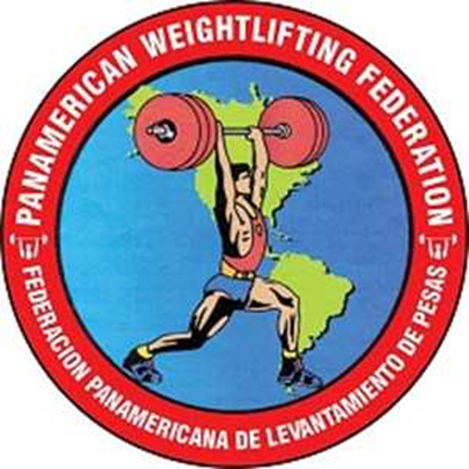 PANAMERICAN WEIGHTLIFTING FEDERATION
FEDERACION PANAMERICANA DE LEVANTAMIENTO DE PESAS